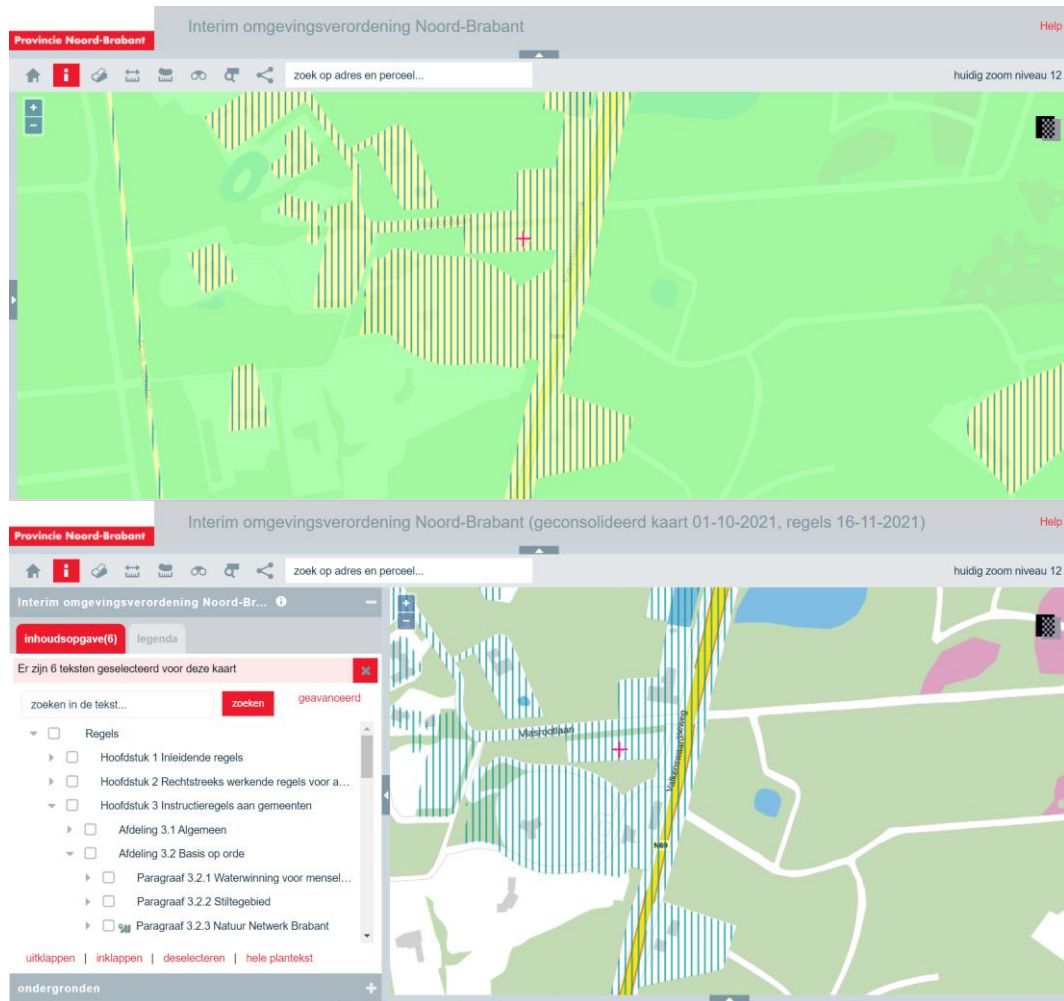 Interim omgevingsverordening Noord-Brabant
Help
Provincie Noord-Brabant
zoek op adres en perceel...
huidig zoom niveau 12
+
−
Interim omgevingsverordening Noord-Brabant (geconsolideerd kaart 01-10-2021, regels 16-11-2021)
Help
Provincie Noord-Brabant
zoek op adres en perceel...
huidig zoom niveau 12
Interim omgevingsverordening Noord-Br...
inhoudsopgave(6)
legenda
Er zijn 6 teksten geselecteerd voor deze kaart
zoeken in de tekst...
zoeken
geavanceerd
Regels
Hoofdstuk 1 Inleidende regels
Hoofdstuk 2 Rechtstreeks werkende regels voor a...
Hoofdstuk 3 Instructieregels aan gemeenten
Afdeling 3.1 Algemeen
Afdeling 3.2 Basis op orde
Paragraaf 3.2.1 Waterwinning voor mensel...
Paragraaf 3.2.2 Stiltegebied
Paragraaf 3.2.3 Natuur Netwerk Brabant
uitklappen | inklappen | deselecteren | hele plantekst
ondergronden
+
−
Vlasrootlaan
Valkenswaardseweg
N69